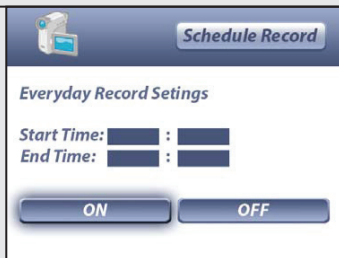 Schedule Record
Everyday Record Setings
Start Time: :
End Time: :
ON OFF